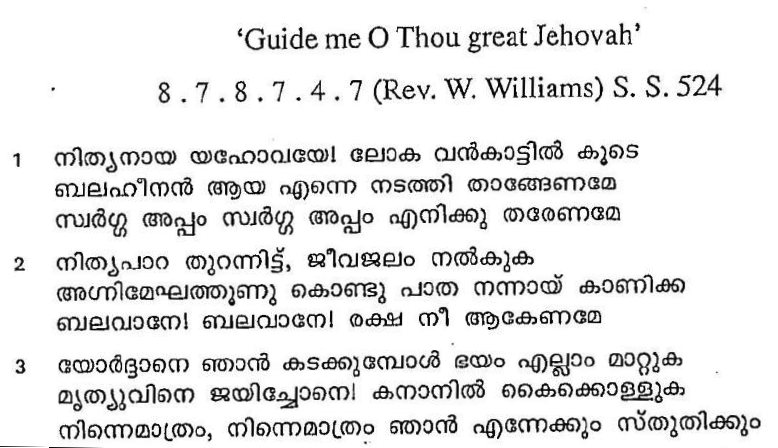 ‘Guide me O Thou great Jehovah’
8 . 7 . 8 . 7 . 4 . 7 (Rev. W. Williams) S. S. 524
1 നിത്യനായ യഹോവയേ! ലോക വൻകാട്ടിൽ കൂടെ
ബലഹീനൻ ആയ എന്നെ നടത്തി താങ്ങേണമേ
സ്വർഗ്ഗ അപ്പം സ്വർഗ്ഗ അപ്പം എനിക്കു തരേണമേ
2 നിത്യപാറ തുറന്നിട്ട്, ജീവജലം നൽകുക
അഗ്നിമേഘത്തൂണു കൊണ്ടു പാത നന്നായ് കാണിക്ക
ബലവാനേ! ബലവാനേ! രക്ഷ നീ ആകേണമേ
3 യോർദ്ദാനെ ഞാൻ കടക്കുമ്പോൾ ഭയം എല്ലാം മാറ്റുക
മൃത്യുവിനെ ജയിച്ചോനെ! കനാനിൽ കൈക്കൊള്ളുക
നിന്നെമാത്രം, നിന്നെമാത്രം ഞാൻ എന്നേക്കും സ്തുതിക്കും